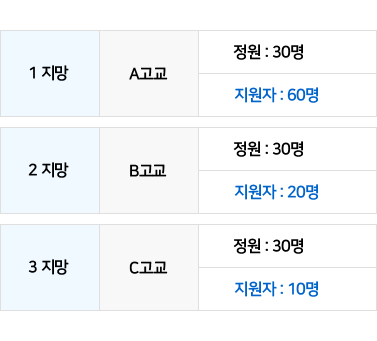 1 지망
A고교
정원 : 30명
지원자 : 60명
2 지망
B고교
정원 : 30명
지원자 : 20명
3 지망
C고교
정원 : 30명
지원자 : 10명